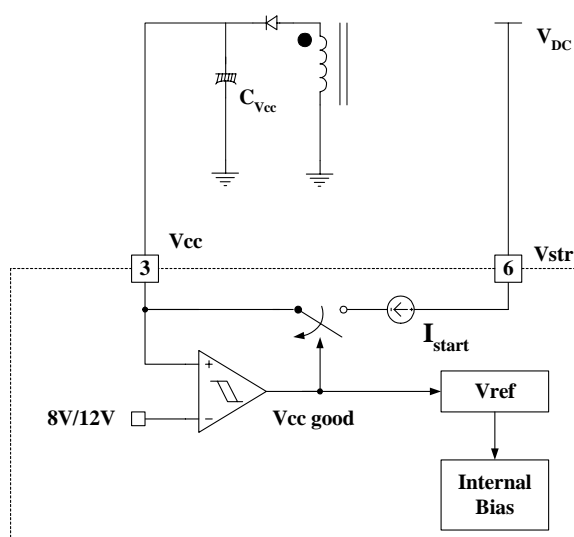 V_DC
C_Vcc
Vcc
3
6
Vstr
I_start
+
8V/12V
−
Vcc good
Vref
Internal
Bias